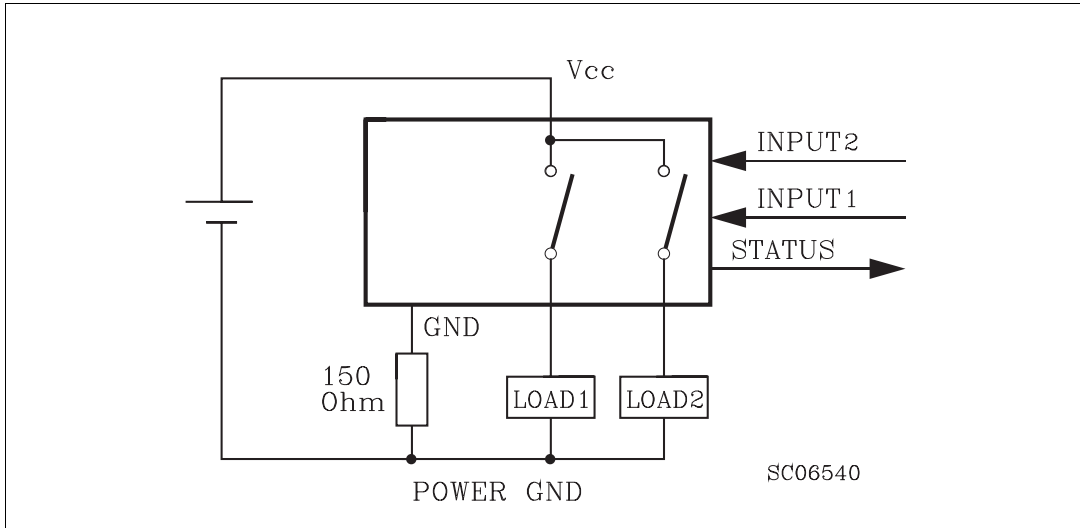 Vcc
INPUT2
INPUT1
STATUS
GND
150
Ohm
LOAD1
LOAD2
POWER GND
SC06540